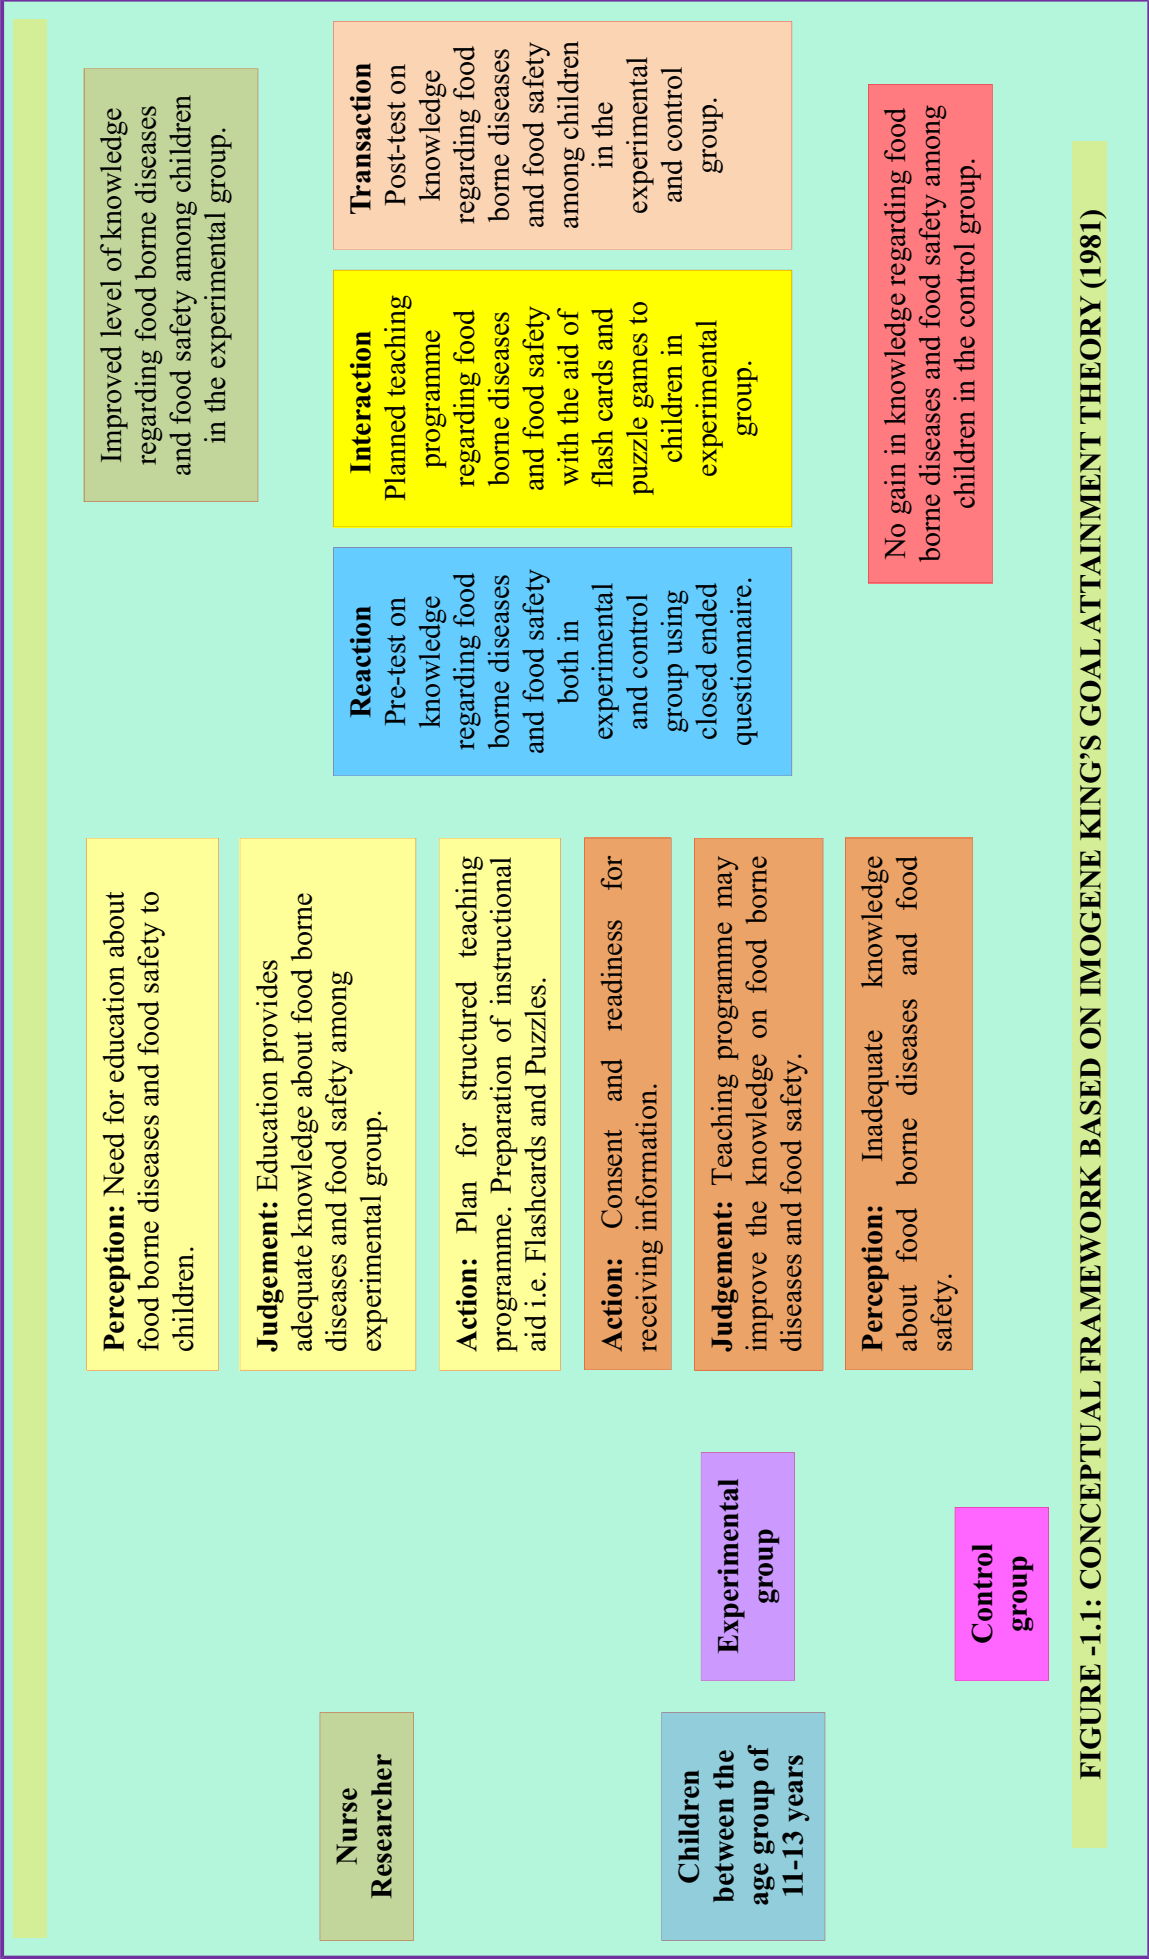 Nurse
Researcher
Children
between the
age group of
11-13 years
Experimental
group
Control
group
Perception: Need for education about
food borne diseases and food safety to
children.
Judgement: Education provides
adequate knowledge about food borne
diseases and food safety among
experimental group.
Action: Plan for structured teaching
programme. Preparation of instructional
aid i.e. Flashcards and Puzzles.
Action: Consent and readiness for
receiving information.
Judgement: Teaching programme may
improve the knowledge on food borne
diseases and food safety.
Perception: Inadequate knowledge
about food borne diseases and food
safety.
Reaction
Pre-test on
knowledge
regarding food
borne diseases
and food safety
both in
experimental
and control
group using
closed ended
questionnaire.
Interaction
Planned teaching
programme
regarding food
borne diseases
and food safety
with the aid of
flash cards and
puzzle games to
children in
experimental
group.
Transaction
Post-test on
knowledge
regarding food
borne diseases
and food safety
among children
in the
experimental
and control
group.
Improved level of knowledge
regarding food borne diseases
and food safety among children
in the experimental group.
No gain in knowledge regarding food
borne diseases and food safety among
children in the control group.
FIGURE -1.1: CONCEPTUAL FRAMEWORK BASED ON IMOGENE KING’S GOAL ATTAINMENT THEORY (1981)